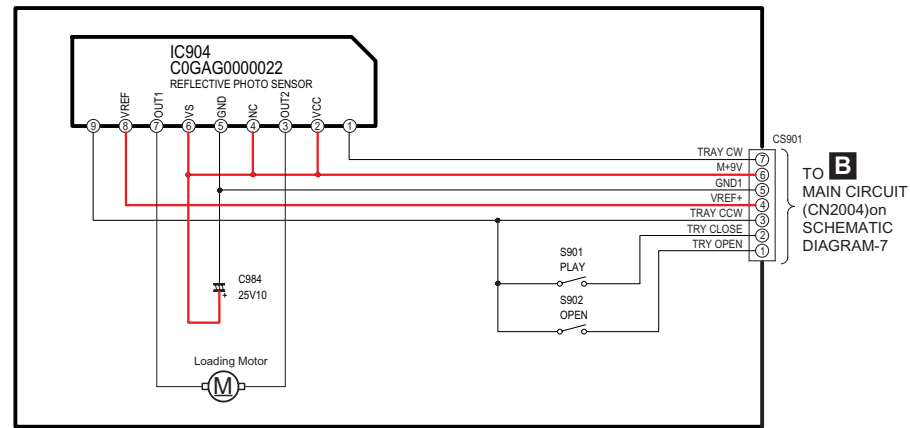 IC904
C0GAG0000022
REFLECTIVE PHOTO SENSOR
VREF OUT1 VS GND NC OUT2 VCC
9 8 7 6 5 4 3 2 1
CS901
TRAY CW 7
M+9V 6
GND1 5
VREF+ 4
TRAY CCW 3
TRY CLOSE 2
TRY OPEN 1
TO B
MAIN CIRCUIT
(CN2004)on
SCHEMATIC
DIAGRAM-7
S901
PLAY
S902
OPEN
C984
+ 25V10
Loading Motor
M